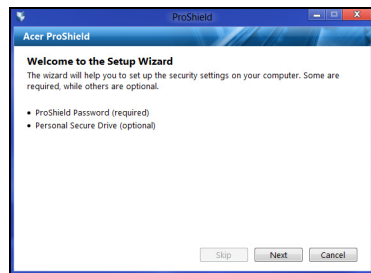 ProShield
Acer ProShield
Welcome to the Setup Wizard
The wizard will help you to set up the security settings on your computer. Some are
required, while others are optional.
• ProShield Password (required)
• Personal Secure Drive (optional)
Skip Next Cancel